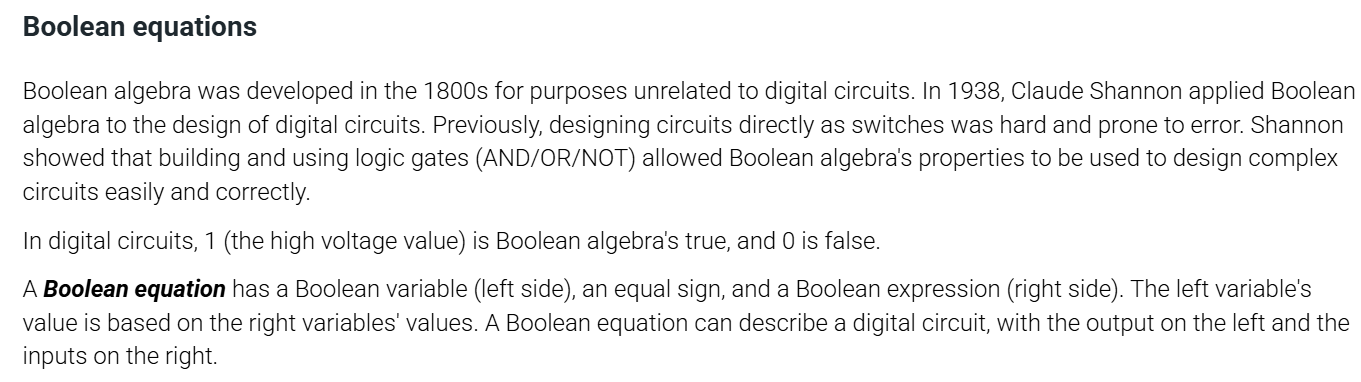 Boolean equations
Boolean algebra was developed in the 1800s for purposes unrelated to digital circuits. In 1938, Claude Shannon applied Boolean
algebra to the design of digital circuits. Previously, designing circuits directly as switches was hard and prone to error. Shannon
showed that building and using logic gates (AND/OR/NOT) allowed Boolean algebra's properties to be used to design complex
circuits easily and correctly.
In digital circuits, 1 (the high voltage value) is Boolean algebra's true, and 0 is false.
A Boolean equation has a Boolean variable (left side), an equal sign, and a Boolean expression (right side). The left variable's
value is based on the right variables' values. A Boolean equation can describe a digital circuit, with the output on the left and the
inputs on the right.